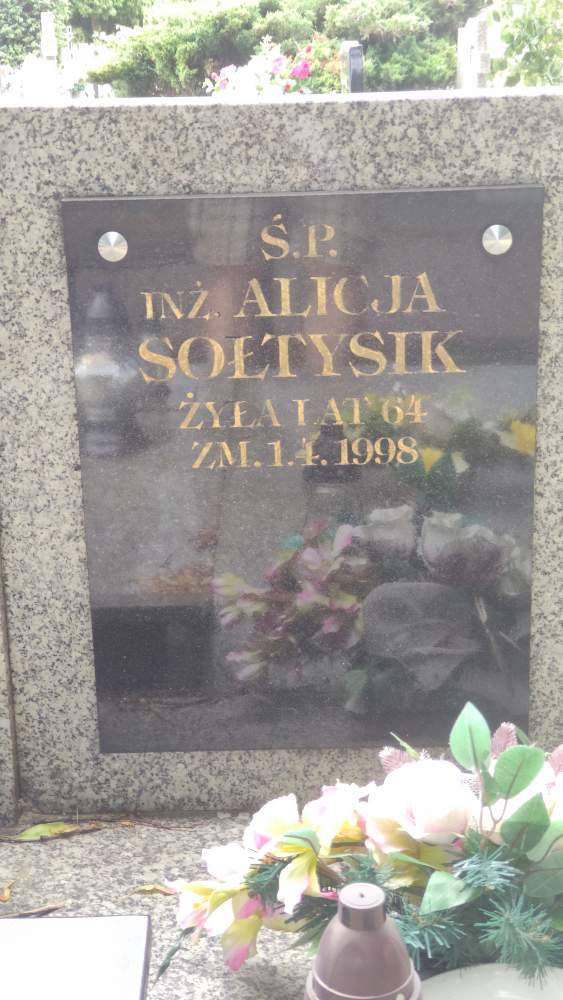 Ś.P.
INŻ. ALICJA
SOŁTYSIK
ŻYŁA LAT 64
ZM. 1.4. 1998